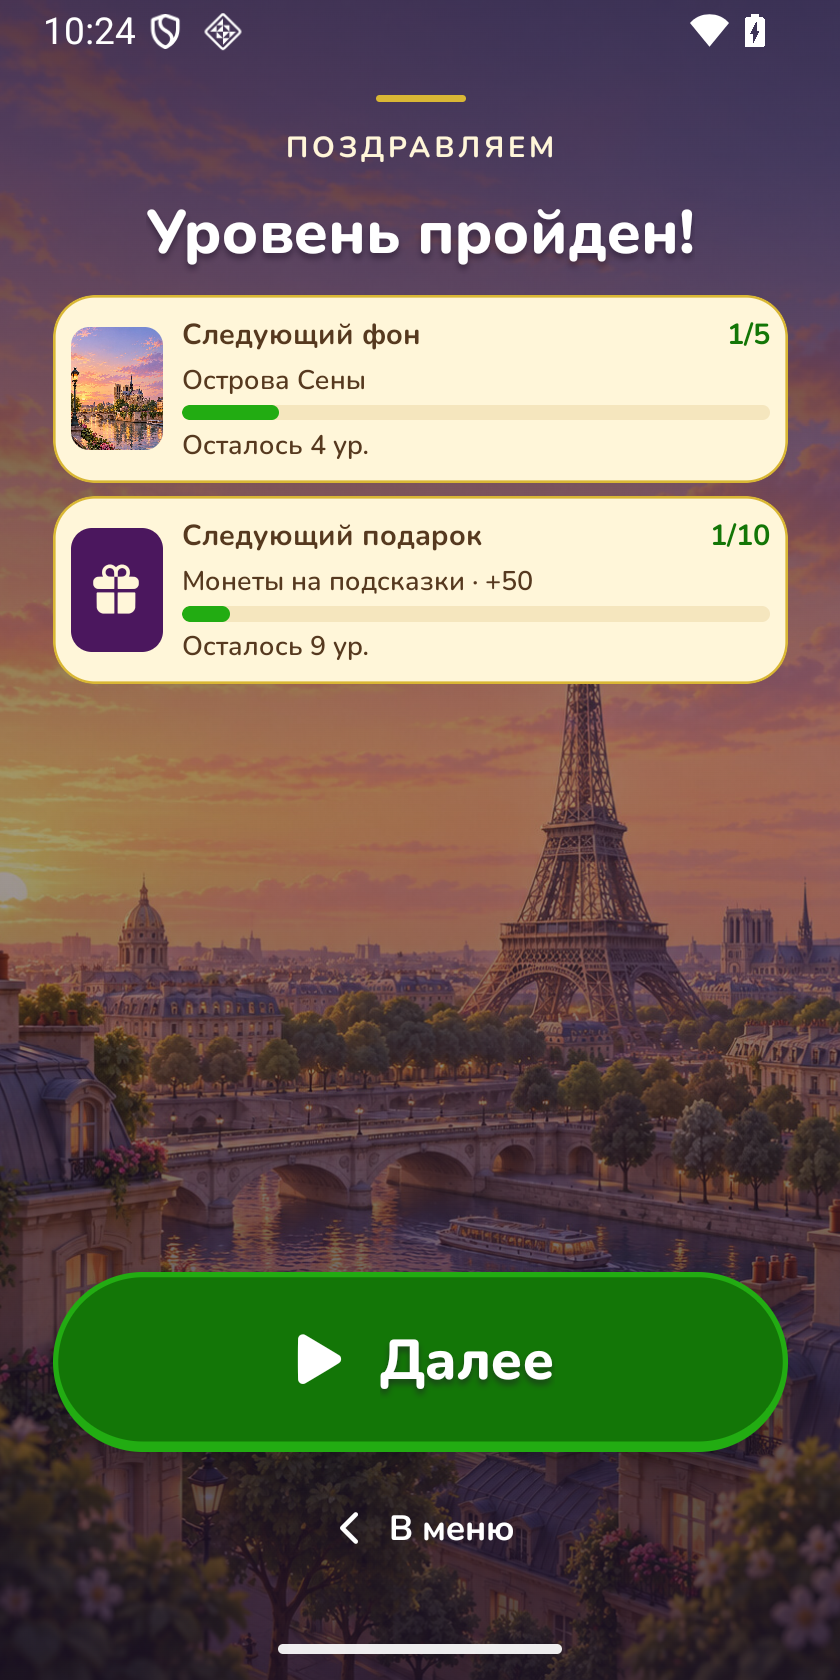 10:24
ПОЗДРАВЛЯЕМ
Уровень пройден!
Следующий фон 1/5
Острова Сены
Осталось 4 ур.
Следующий подарок 1/10
Монеты на подсказки · +50
Осталось 9 ур.
Далее
В меню